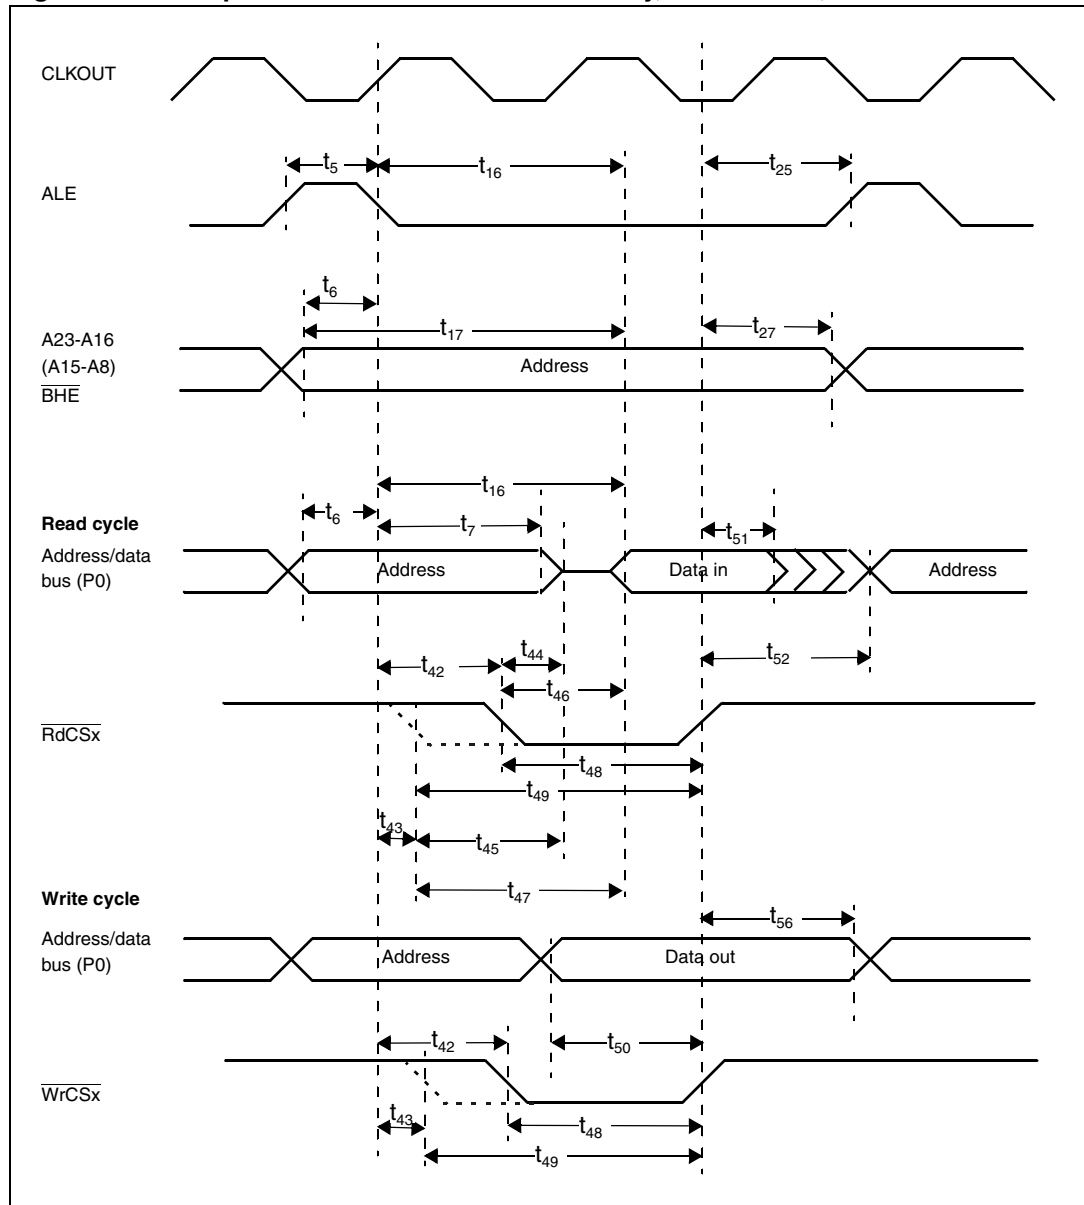 CLKOUT
t5
t16
t25
ALE
t6
t17
t27
A23-A16
(A15-A8)
BHE
Address
t16
t6
t7
t51
Read cycle
Address/data
bus (P0)
Address
Data in
Address
t42
t44
t52
t46
RdCSx
t48
t49
t43
t45
t47
Write cycle
t56
Address/data
bus (P0)
Address
Data out
t42
t50
WrCSx
t43
t48
t49